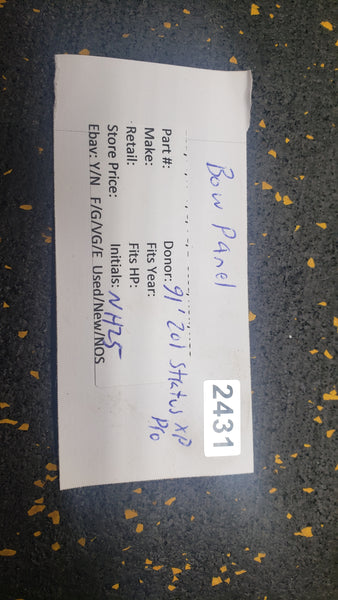 Bow Panel
2431
Part #: Donor: 91' 201 Stratus XP
Pro
Make: Fits Year:
Retail: Fits HP:
Store Price: Initials: NH25
Ebay: Y/N F/G/VG/E Used/New/NOS